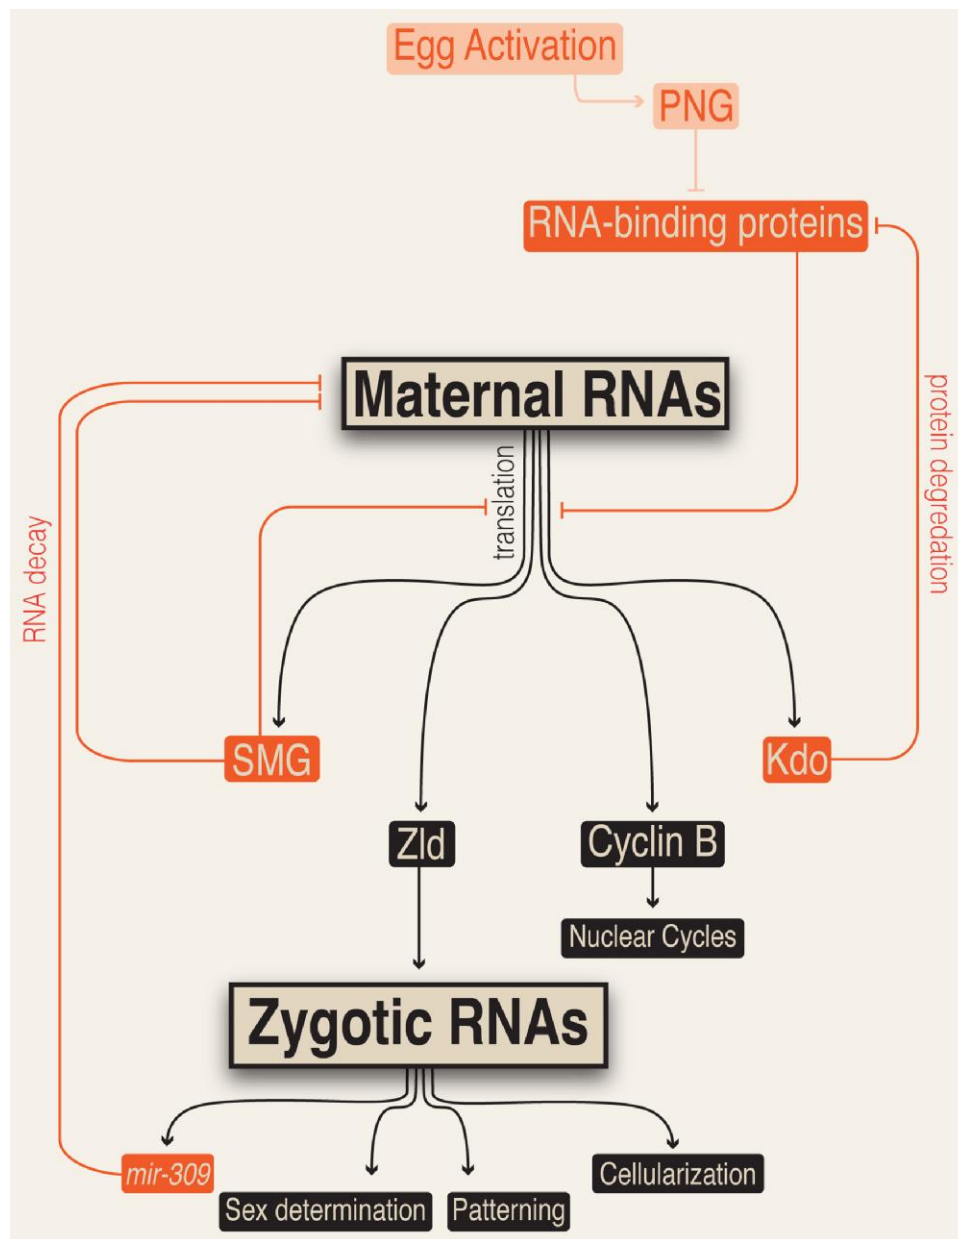 Egg Activation
PNG
RNA-binding proteins
Maternal RNAs
translation
protein degredation
RNA decay
SMG
Kdo
Zld
Cyclin B
Nuclear Cycles
Zygotic RNAs
mir-309
Cellularization
Sex determination
Patterning